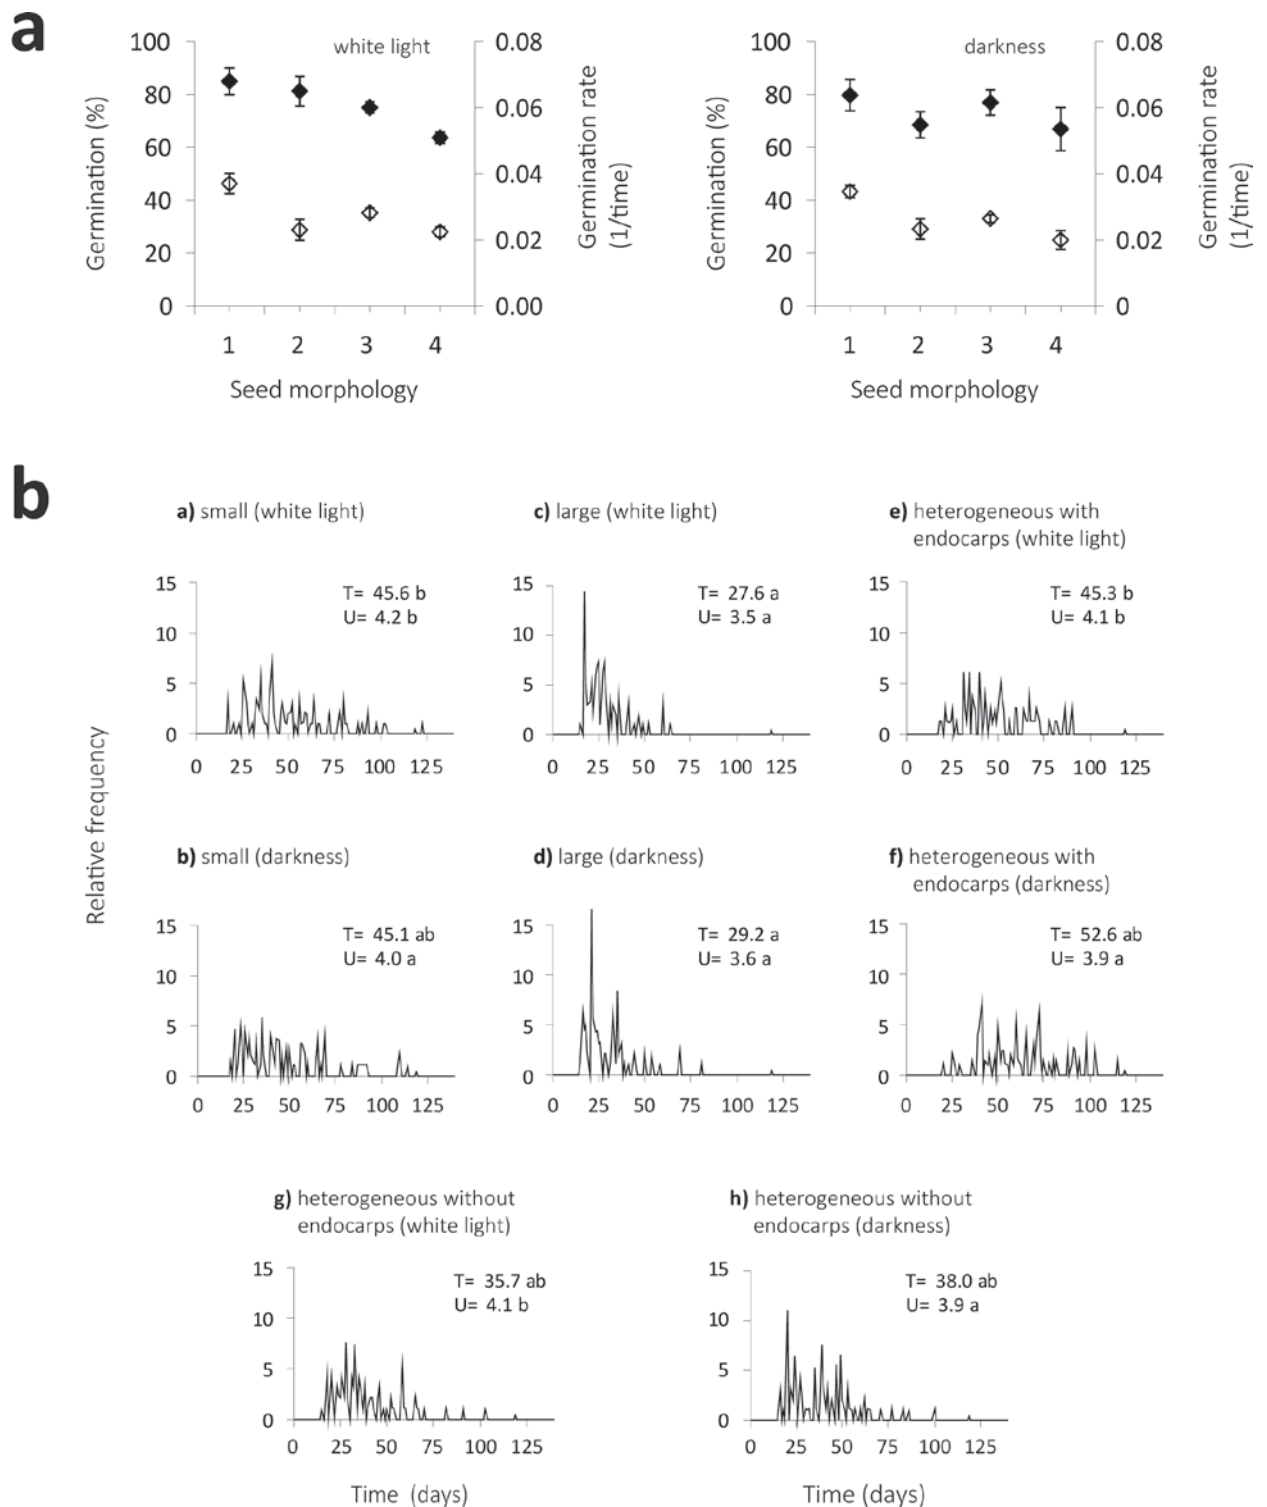 a
white light
100
80
60
40
20
0
Germination (%)
0.08
0.06
0.04
0.02
0.00
Germination rate
(1/time)
1 2 3 4
Seed morphology
darkness
100
80
60
40
20
0
Germination (%)
0.08
0.06
0.04
0.02
0
Germination rate
(1/time)
1 2 3 4
Seed morphology
b
Relative frequency
a) small (white light)
15
10
5
0
T= 45.6 b
U= 4.2 b
0 25 50 75 100 125
c) large (white light)
15
10
5
0
T= 27.6 a
U= 3.5 a
0 25 50 75 100 125
e) heterogeneous with
endocarps (white light)
15
10
5
0
T= 45.3 b
U= 4.1 b
0 25 50 75 100 125
b) small (darkness)
15
10
5
0
T= 45.1 ab
U= 4.0 a
0 25 50 75 100 125
d) large (darkness)
15
10
5
0
T= 29.2 a
U= 3.6 a
0 25 50 75 100 125
f) heterogeneous with
endocarps (darkness)
15
10
5
0
T= 52.6 ab
U= 3.9 a
0 25 50 75 100 125
g) heterogeneous without
endocarps (white light)
15
10
5
0
T= 35.7 ab
U= 4.1 b
0 25 50 75 100 125
Time (days)
h) heterogeneous without
endocarps (darkness)
15
10
5
0
T= 38.0 ab
U= 3.9 a
0 25 50 75 100 125
Time (days)